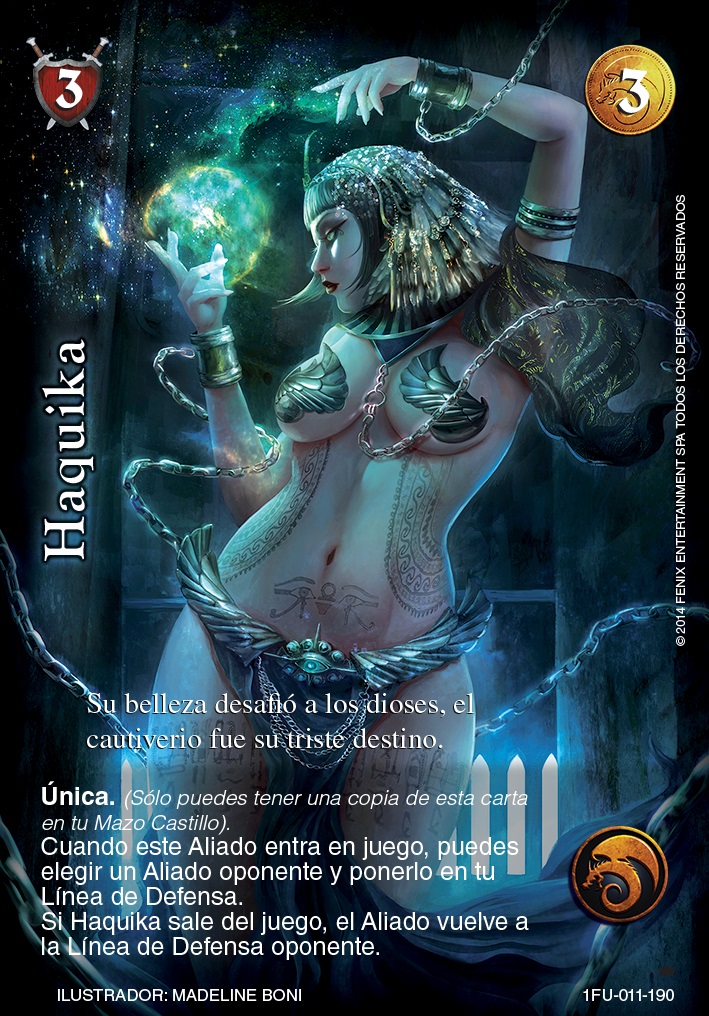 3
3
Haquika
© 2014 FENIX ENTERTAINMENT SPA TODOS LOS DERECHOS RESERVADOS
Su belleza desafió a los dioses, el
cautiverio fue su triste destino.
Única. (Sólo puedes tener una copia de esta carta
en tu Mazo Castillo).
Cuando este Aliado entra en juego, puedes
elegir un Aliado oponente y ponerlo en tu
Línea de Defensa.
Si Haquika sale del juego, el Aliado vuelve a
la Línea de Defensa oponente.
ILUSTRADOR: MADELINE BONI
1FU-011-190